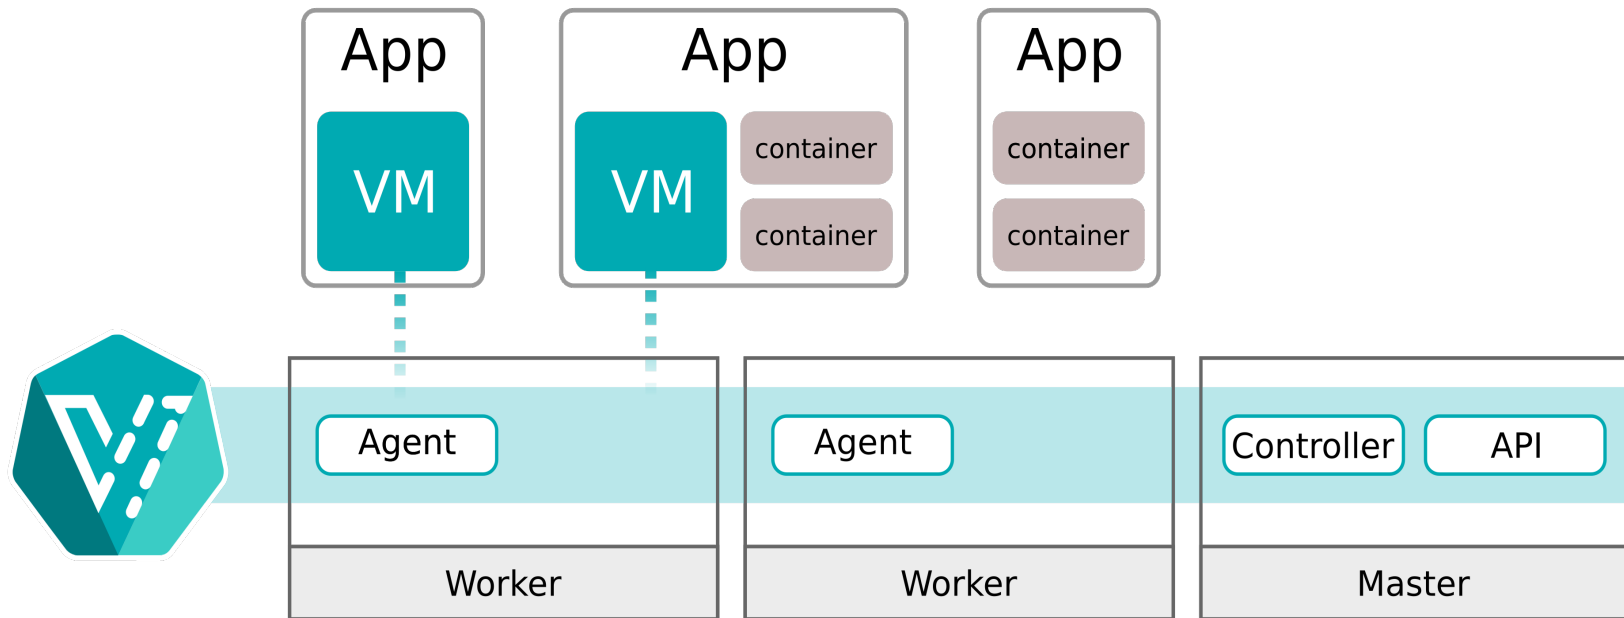 App
App
App
VM
VM
container
container
container
container
Agent
Agent
Controller
API
Worker
Worker
Master